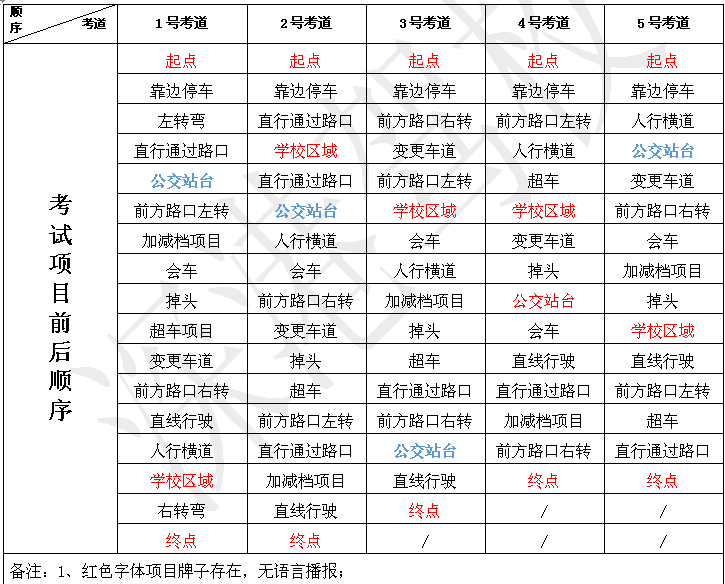 顺序 考道 1号考道 2号考道 3号考道 4号考道 5号考道
考试项目前后顺序
起点 起点 起点 起点 起点
靠边停车 靠边停车 靠边停车 靠边停车 靠边停车
左转弯 直行通过路口 前方路口右转 前方路口左转 人行横道
直行通过路口 学校区域 变更车道 人行横道 公交站台
公交站台 直行通过路口 前方路口左转 超车 变更车道
前方路口左转 公交站台 学校区域 学校区域 前方路口右转
加减档项目 人行横道 会车 变更车道 会车
会车 会车 人行横道 掉头 加减档项目
掉头 前方路口右转 加减档项目 公交站台 掉头
超车项目 变更车道 掉头 会车 学校区域
变更车道 掉头 超车 直线行驶 直线行驶
前方路口右转 超车 直行通过路口 直行通过路口 前方路口左转
直线行驶 前方路口左转 前方路口右转 加减档项目 超车
人行横道 直行通过路口 公交站台 前方路口右转 直行通过路口
学校区域 加减档项目 直线行驶 终点 终点
右转弯 直线行驶 终点 / /
终点 终点 / / /
备注：1、红色字体项目牌子存在，无语言播报；
深港驾校